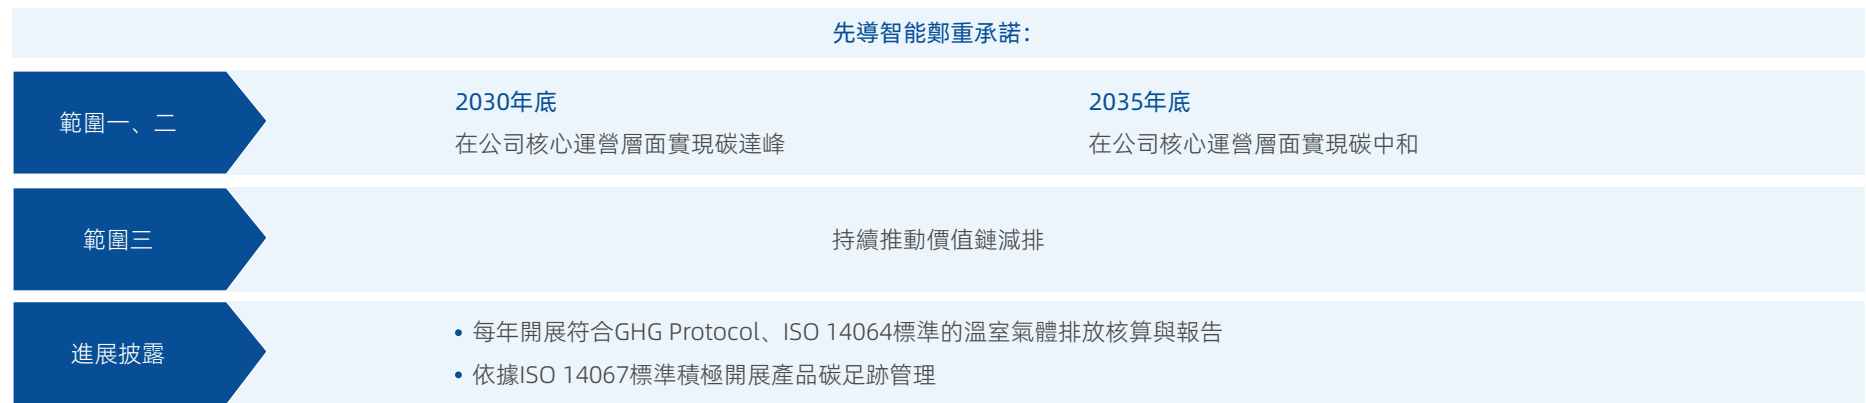 先導智能鄭重承諾：
範圍一、二
2030年底
在公司核心運營層面實現碳達峰
2035年底
在公司核心運營層面實現碳中和
範圍三
持續推動價值鏈減排
進展披露
• 每年開展符合GHG Protocol、ISO 14064標準的溫室氣體排放核算與報告
• 依據ISO 14067標準積極開展產品碳足跡管理